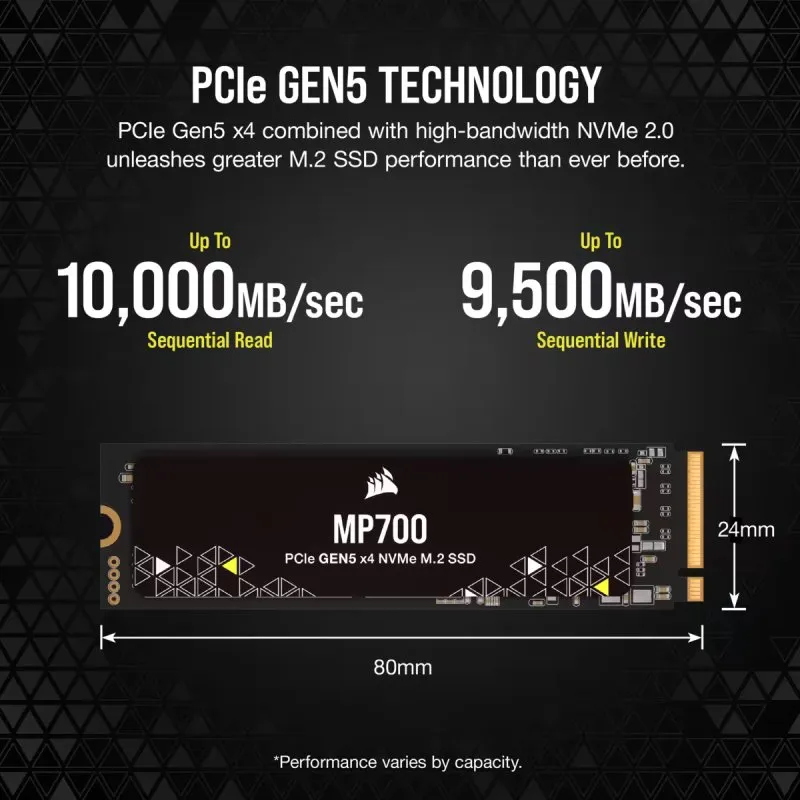 PCIe GEN5 TECHNOLOGY
PCIe Gen5 x4 combined with high-bandwidth NVMe 2.0
unleashes greater M.2 SSD performance than ever before.
Up To
10,000MB/sec
Sequential Read
Up To
9,500MB/sec
Sequential Write
MP700
PCIe GEN5 x4 NVMe M.2 SSD
24mm
80mm
*Performance varies by capacity.